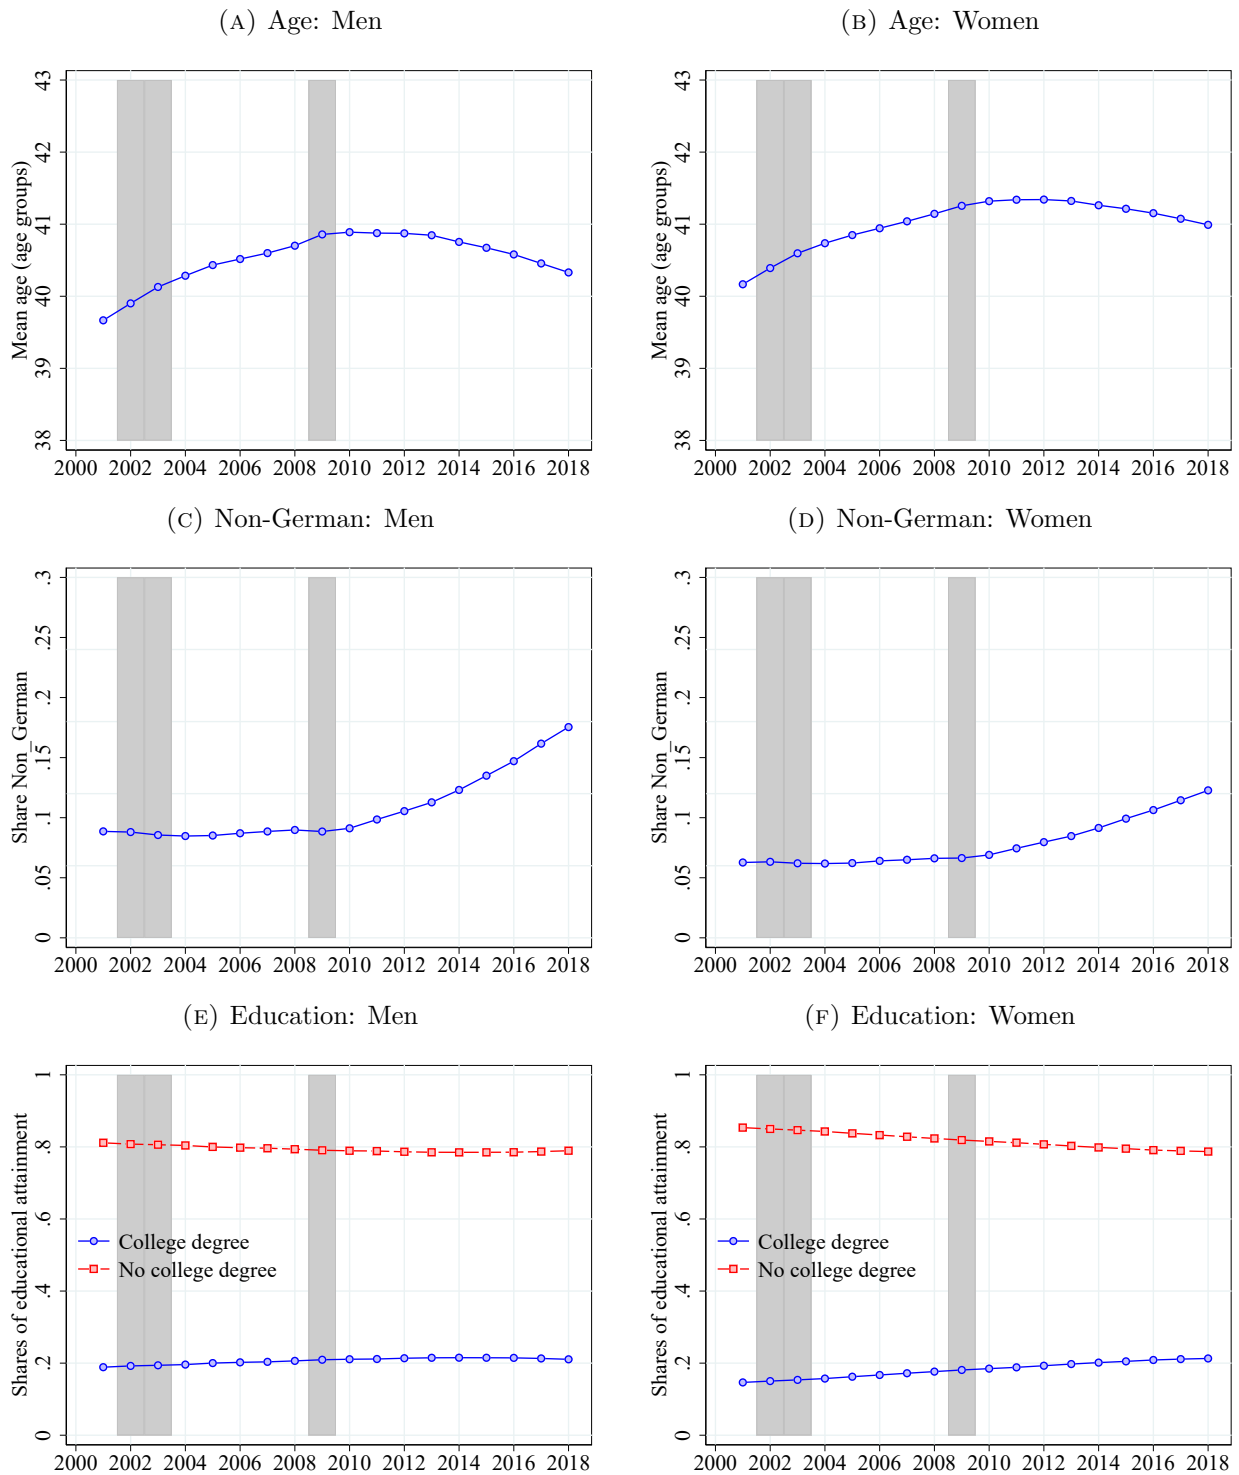 (A) Age: Men
Mean age (age groups)
43
42
41
40
39
38
2000 2002 2004 2006 2008 2010 2012 2014 2016 2018
(B) Age: Women
Mean age (age groups)
43
42
41
40
39
38
2000 2002 2004 2006 2008 2010 2012 2014 2016 2018
(C) Non-German: Men
Share Non_German
.3
.25
.2
.15
.1
.05
0
2000 2002 2004 2006 2008 2010 2012 2014 2016 2018
(D) Non-German: Women
Share Non_German
.3
.25
.2
.15
.1
.05
0
2000 2002 2004 2006 2008 2010 2012 2014 2016 2018
(E) Education: Men
Shares of educational attainment
1
.8
.6
.4
.2
0
College degree
No college degree
2000 2002 2004 2006 2008 2010 2012 2014 2016 2018
(F) Education: Women
Shares of educational attainment
1
.8
.6
.4
.2
0
College degree
No college degree
2000 2002 2004 2006 2008 2010 2012 2014 2016 2018